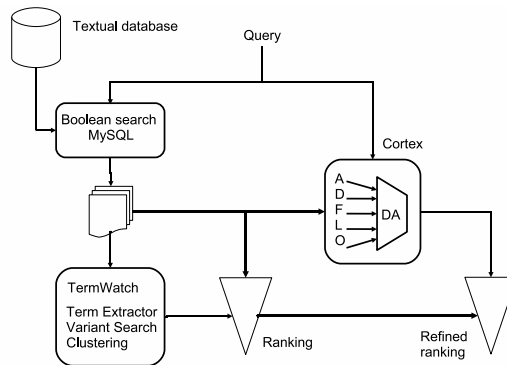 Textual database
Query
Boolean search
MySQL
Cortex
A
D
F
L
O
DA
TermWatch
Term Extractor
Variant Search
Clustering
Ranking
Refined
ranking